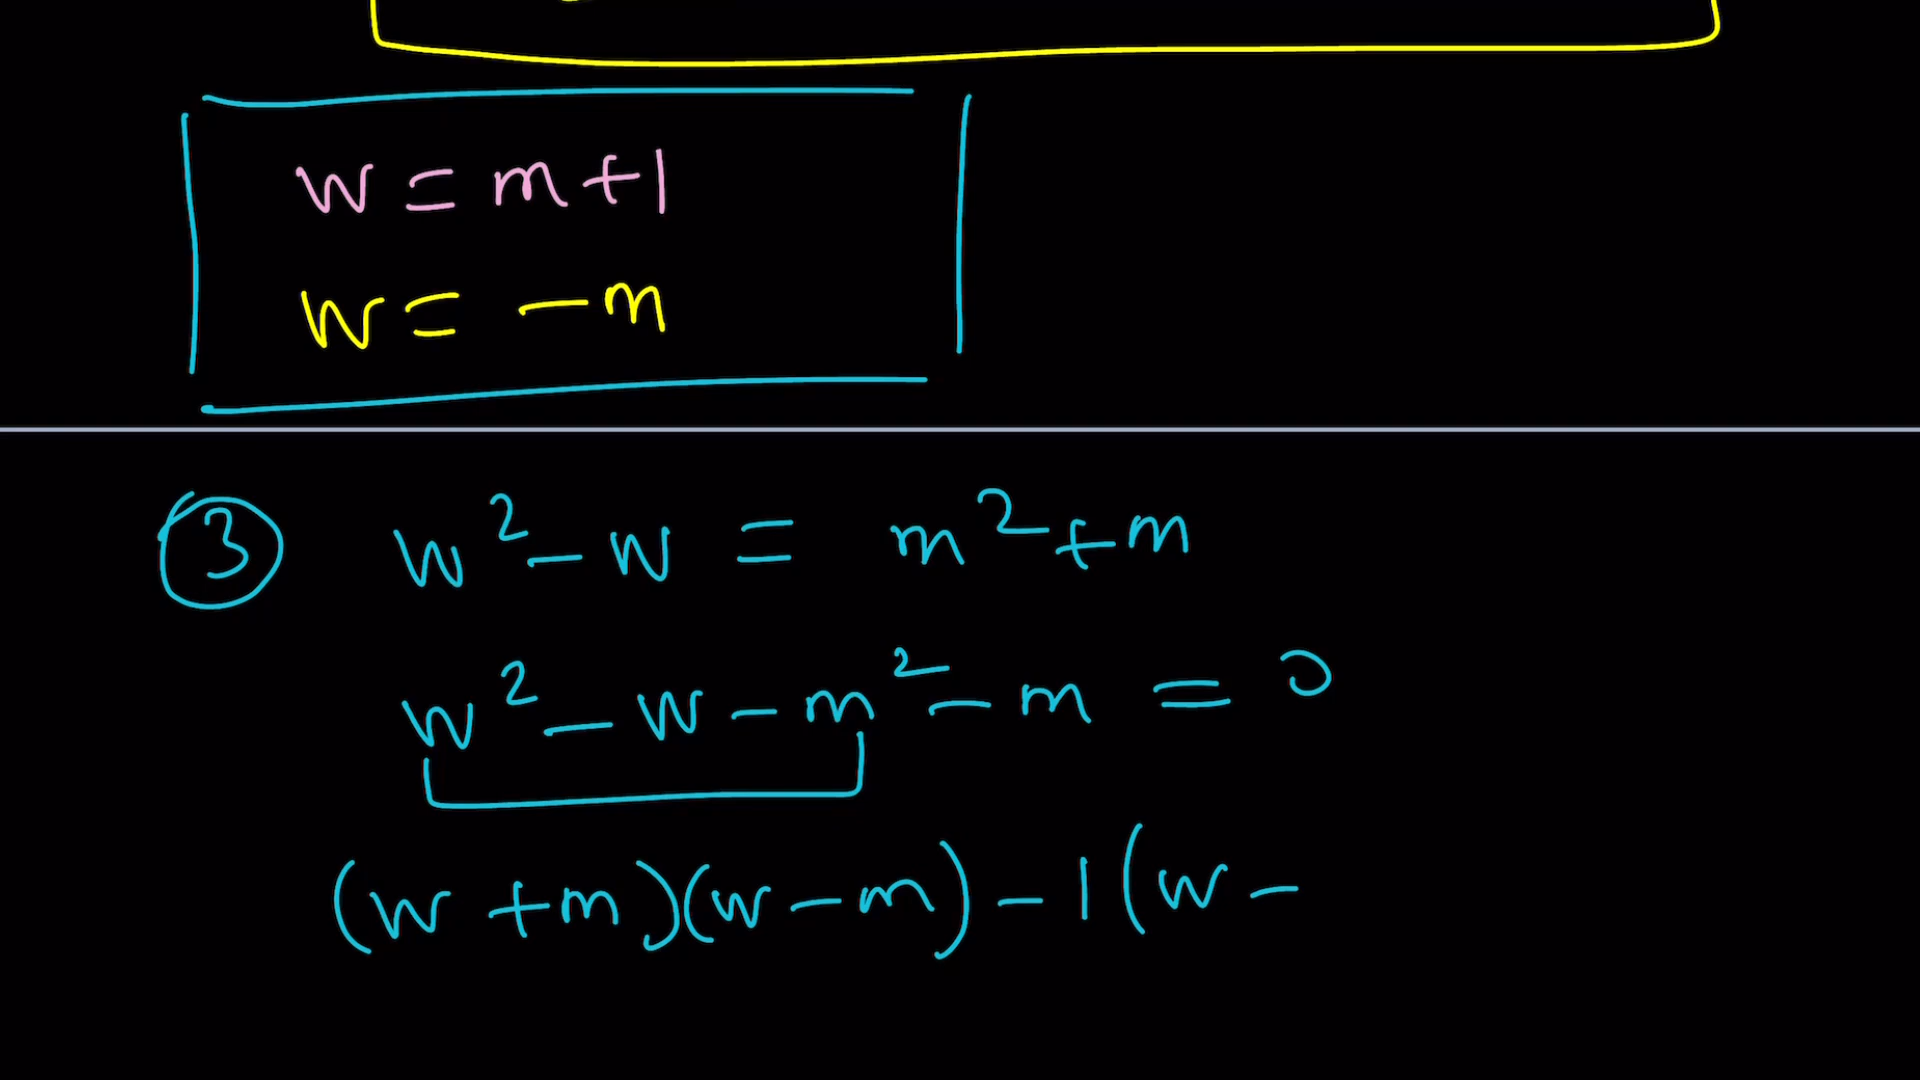 w = m+1
w = -m
3 w² - w = m² + m
w² - w - m² - m = 0
(w + m)(w - m) - 1(w -